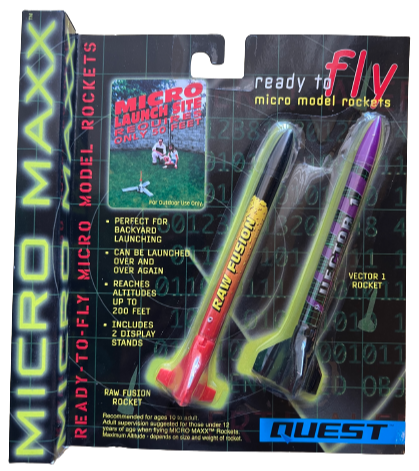 MICRO MAXX™
READY-TO-FLY MICRO MODEL ROCKETS
ready to fly
micro model rockets
MICRO
LAUNCH SITE
REQUIRES
ONLY 50 FEET
For Outdoor Use Only.
• PERFECT FOR
BACKYARD
LAUNCHING
• CAN BE LAUNCHED
OVER AND
OVER AGAIN
• REACHES
ALTITUDES
UP TO
200 FEET
• INCLUDES
2 DISPLAY
STANDS
RAW FUSION
VECTOR 1
VECTOR 1
ROCKET
RAW FUSION
ROCKET
Recommended for ages 10 to adult.
Adult supervision suggested for those under 12
years of age when flying MICRO MAXX™ Rockets.
Maximum Altitude - depends on size and weight of rocket.
QUEST